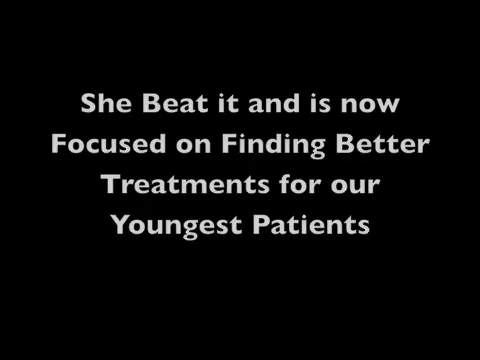 She Beat it and is now
Focused on Finding Better
Treatments for our
Youngest Patients